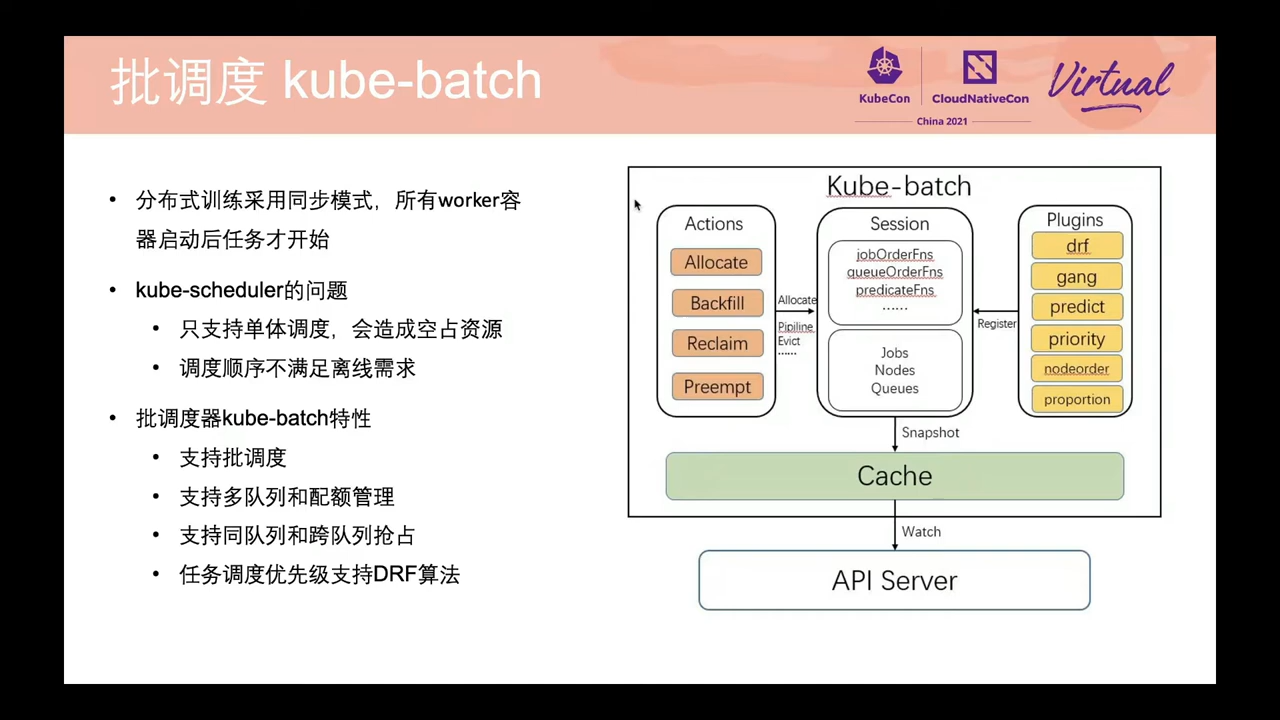 批调度 kube-batch
KubeCon
CloudNativeCon
China 2021
Virtual
• 分布式训练采用同步模式，所有worker容
器启动后任务才开始
• kube-scheduler的问题
• 只支持单体调度，会造成空占资源
• 调度顺序不满足离线需求
• 批调度器kube-batch特性
• 支持批调度
• 支持多队列和配额管理
• 支持同队列和跨队列抢占
• 任务调度优先级支持DRF算法
Kube-batch
Actions
Allocate
Backfill
Reclaim
Preempt
Allocate
Pipiline
Evict
......
Session
jobOrderFns
queueOrderFns
predicateFns
......
Jobs
Nodes
Queues
Register
Plugins
drf
gang
predict
priority
nodeorder
proportion
Snapshot
Cache
Watch
API Server